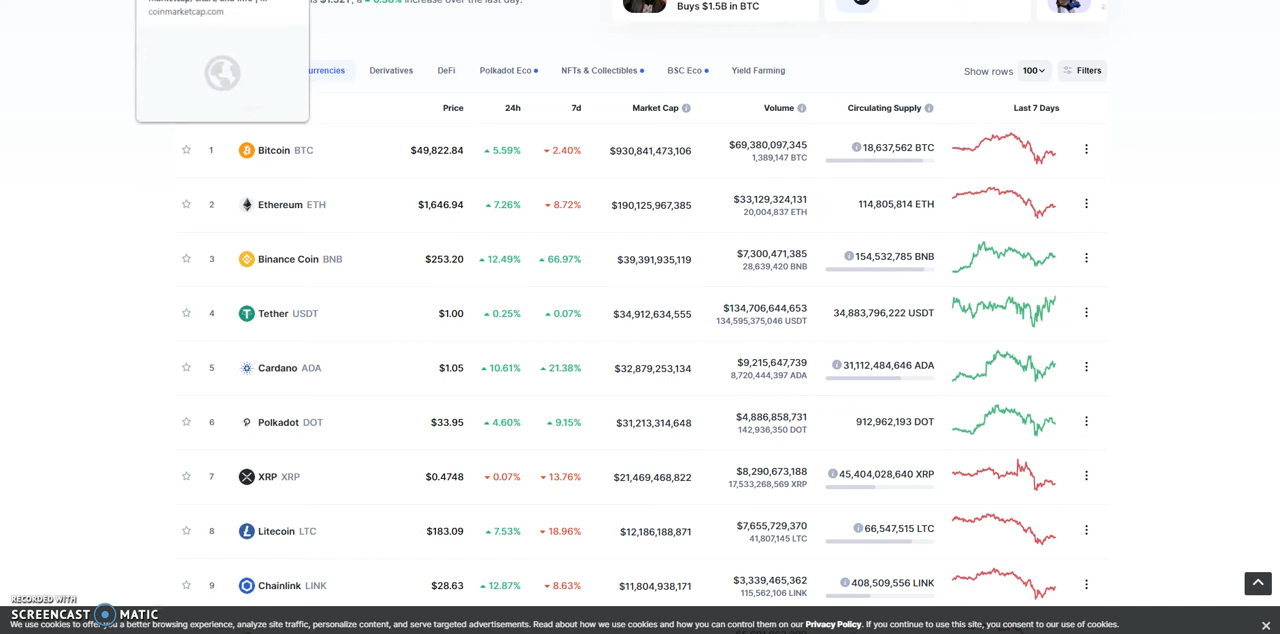 marketcap, share, and info | ...
coinmarketcap.com
is $1.52T, a 6.58% increase over the last day.
Buys $1.5B in BTC
urrencies Derivatives DeFi Polkadot Eco NFTs & Collectibles BSC Eco Yield Farming Show rows 100 Filters
Price 24h 7d Market Cap Volume Circulating Supply Last 7 Days
1 Bitcoin BTC $49,822.84 5.59% 2.40% $930,841,473,106 $69,380,097,345 18,637,562 BTC
1,389,147 BTC
2 Ethereum ETH $1,646.94 7.26% 8.72% $190,125,967,385 $33,129,324,131 114,805,814 ETH
20,004,837 ETH
3 Binance Coin BNB $253.20 12.49% 66.97% $39,391,935,119 $7,300,471,385 154,532,785 BNB
28,639,420 BNB
4 Tether USDT $1.00 0.25% 0.07% $34,912,634,555 $134,706,644,653 34,883,796,222 USDT
134,595,375,046 USDT
5 Cardano ADA $1.05 10.61% 21.38% $32,879,253,134 $9,215,647,739 31,112,484,646 ADA
8,720,444,397 ADA
6 Polkadot DOT $33.95 4.60% 9.15% $31,213,314,648 $4,886,858,731 912,962,193 DOT
142,936,350 DOT
7 XRP XRP $0.4748 0.07% 13.76% $21,469,468,822 $8,290,673,188 45,404,028,640 XRP
17,533,268,569 XRP
8 Litecoin LTC $183.09 7.53% 18.96% $12,186,188,871 $7,655,729,370 66,547,515 LTC
41,807,145 LTC
9 Chainlink LINK $28.63 12.87% 8.63% $11,804,938,171 $3,339,465,362 408,509,556 LINK
115,562,106 LINK
RECORDED WITH
SCREENCAST MATIC
We use cookies to offer you a better browsing experience, analyze site traffic, personalize content, and serve targeted advertisements. Read about how we use cookies and how you can control them on our Privacy Policy. If you continue to use this site, you consent to our use of cookies.